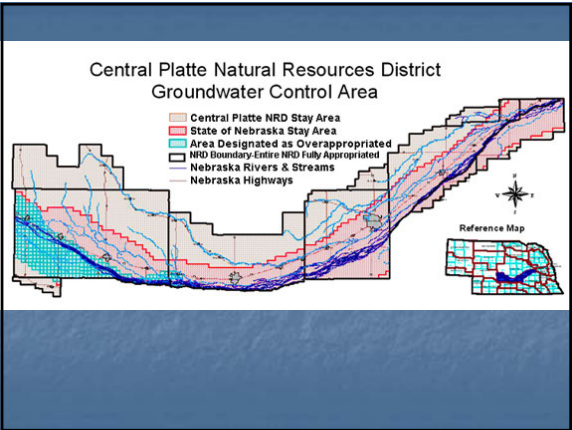 Central Platte Natural Resources District
Groundwater Control Area
Central Platte NRD Stay Area
State of Nebraska Stay Area
Area Designated as Overappropriated
NRD Boundary-Entire NRD Fully Appropriated
Nebraska Rivers & Streams
Nebraska Highways
N
W
E
S
Reference Map